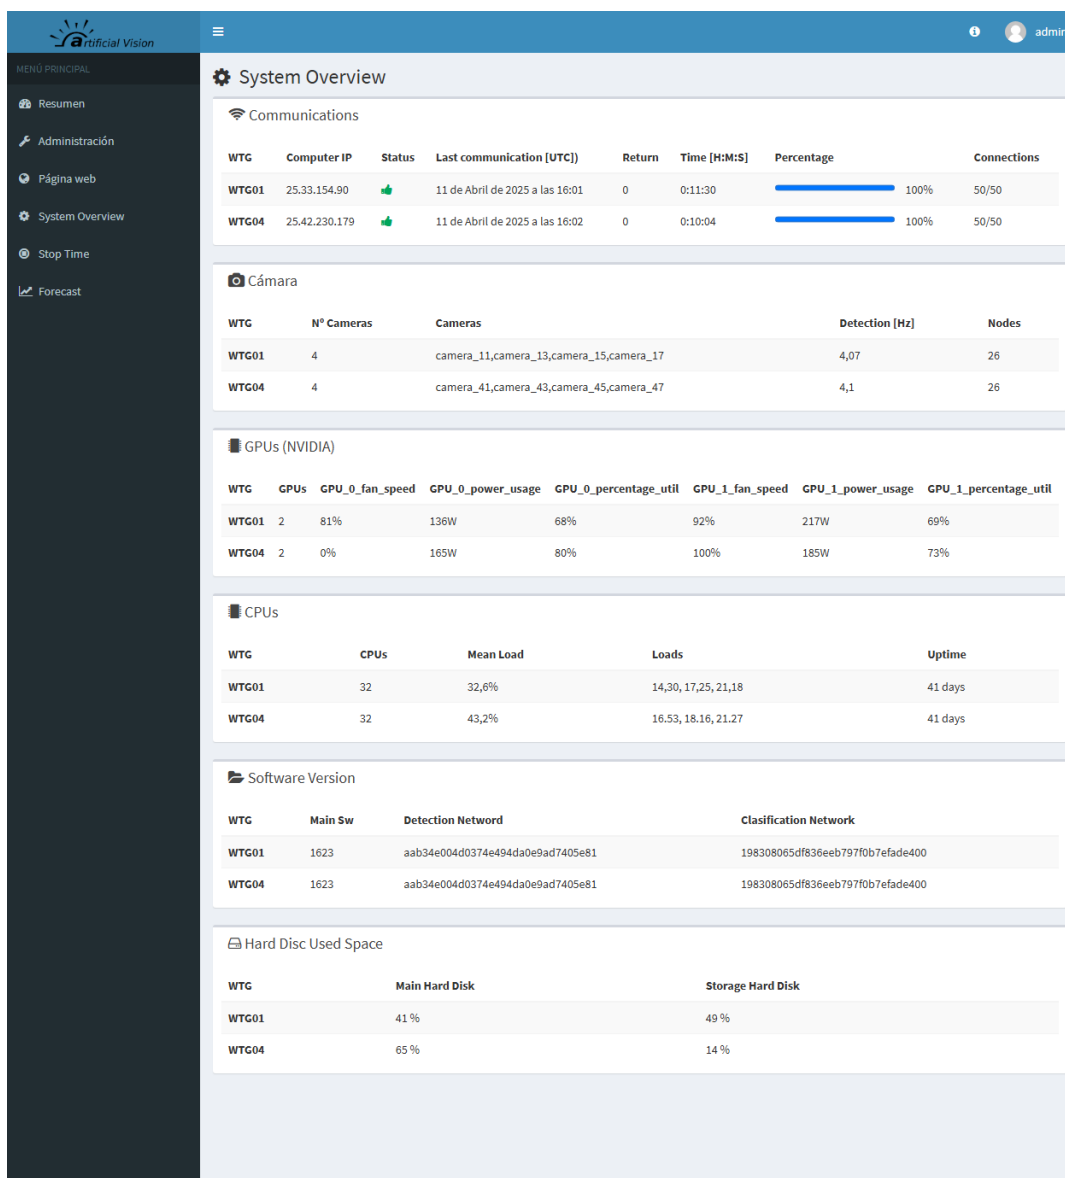 artificial Vision
admin
MENÚ PRINCIPAL
Resumen
Administración
Página web
System Overview
Stop Time
Forecast
System Overview
Communications
WTG Computer IP Status Last communication [UTC]) Return Time [H:M:S] Percentage Connections
WTG01 25.33.154.90 11 de Abril de 2025 a las 16:01 0 0:11:30 100% 50/50
WTG04 25.42.230.179 11 de Abril de 2025 a las 16:02 0 0:10:04 100% 50/50
Cámara
WTG Nº Cameras Cameras Detection [Hz] Nodes
WTG01 4 camera_11,camera_13,camera_15,camera_17 4,07 26
WTG04 4 camera_41,camera_43,camera_45,camera_47 4,1 26
GPUs (NVIDIA)
WTG GPUs GPU_0_fan_speed GPU_0_power_usage GPU_0_percentage_util GPU_1_fan_speed GPU_1_power_usage GPU_1_percentage_util
WTG01 2 81% 136W 68% 92% 217W 69%
WTG04 2 0% 165W 80% 100% 185W 73%
CPUs
WTG CPUs Mean Load Loads Uptime
WTG01 32 32,6% 14,30, 17,25, 21,18 41 days
WTG04 32 43,2% 16.53, 18.16, 21.27 41 days
Software Version
WTG Main Sw Detection Netword Clasification Network
WTG01 1623 aab34e004d0374e494da0e9ad7405e81 198308065df836eeb797f0b7efade400
WTG04 1623 aab34e004d0374e494da0e9ad7405e81 198308065df836eeb797f0b7efade400
Hard Disc Used Space
WTG Main Hard Disk Storage Hard Disk
WTG01 41 % 49 %
WTG04 65 % 14 %